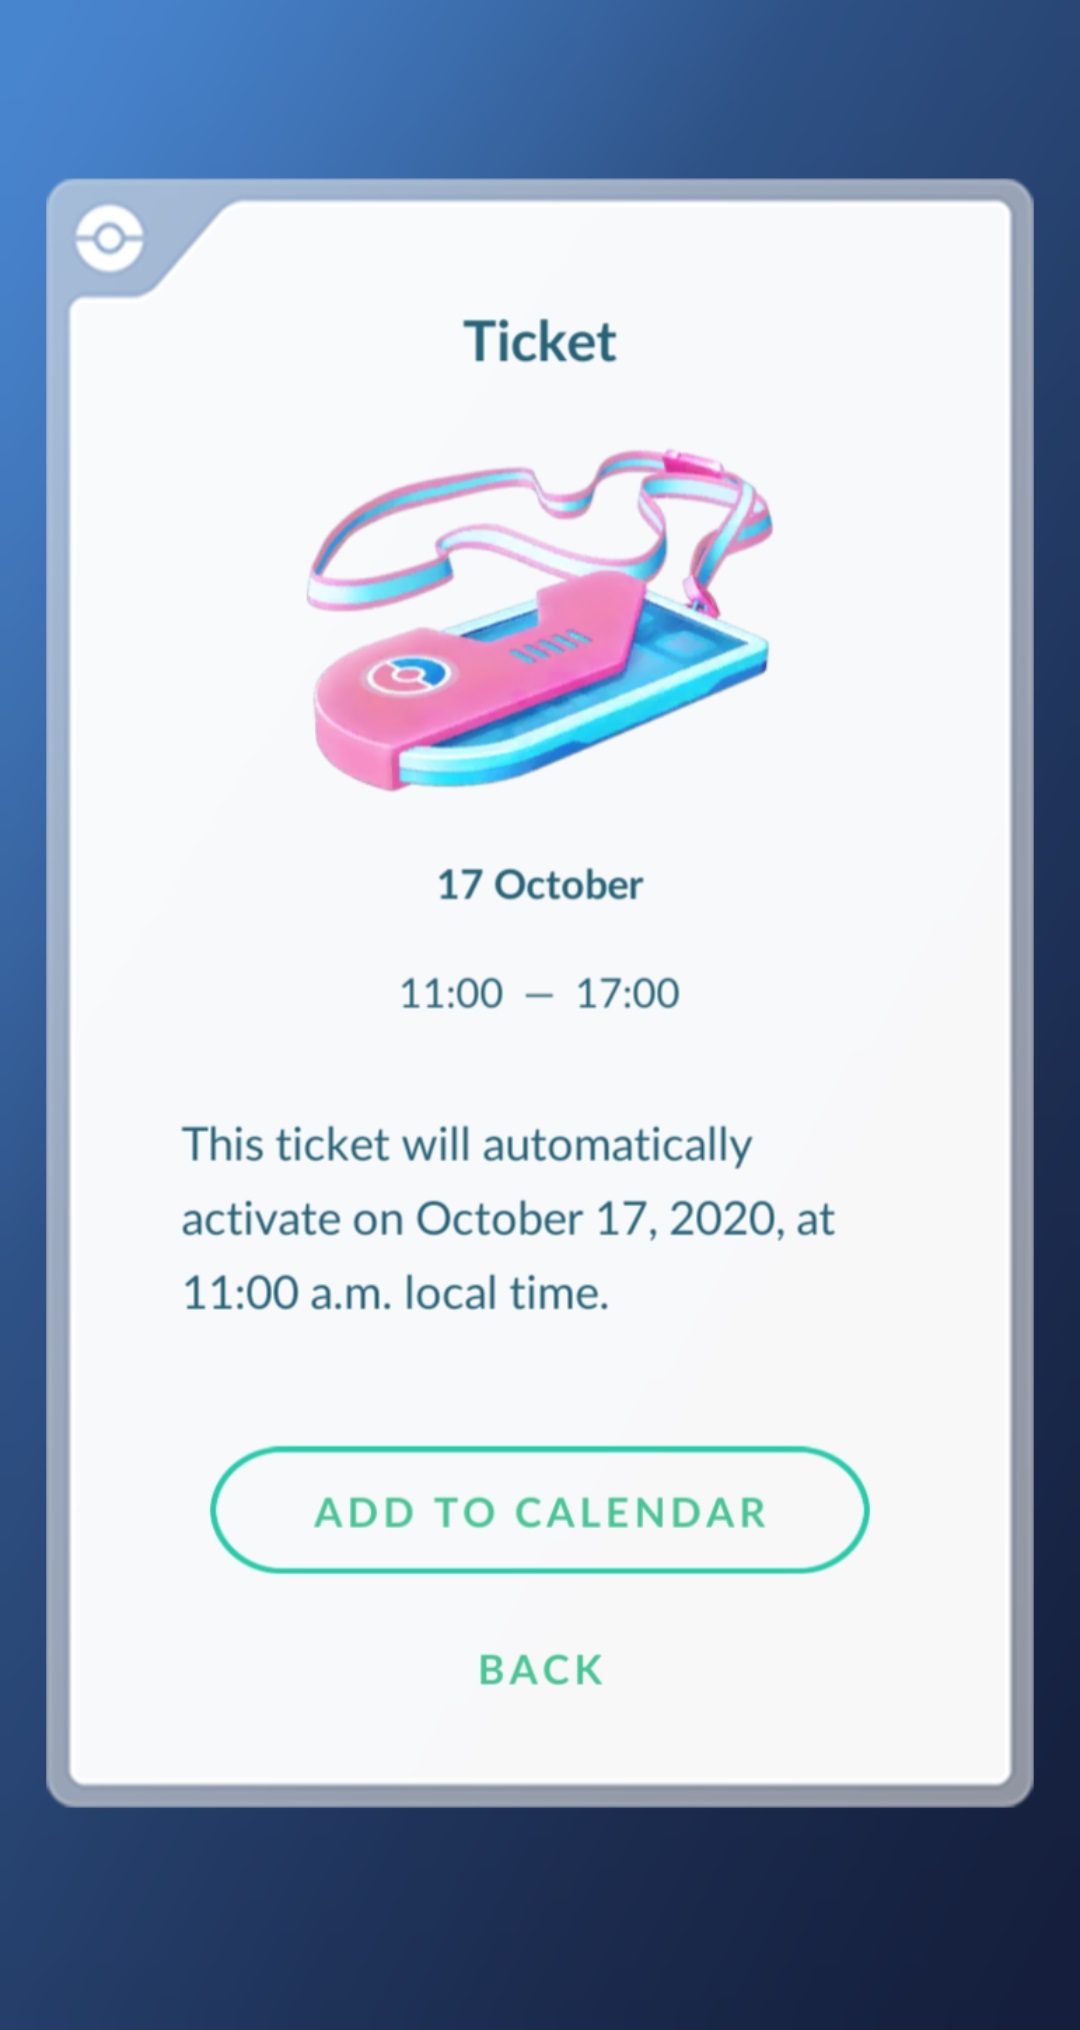 Ticket
17 October
11:00 — 17:00
This ticket will automatically
activate on October 17, 2020, at
11:00 a.m. local time.
ADD TO CALENDAR
BACK